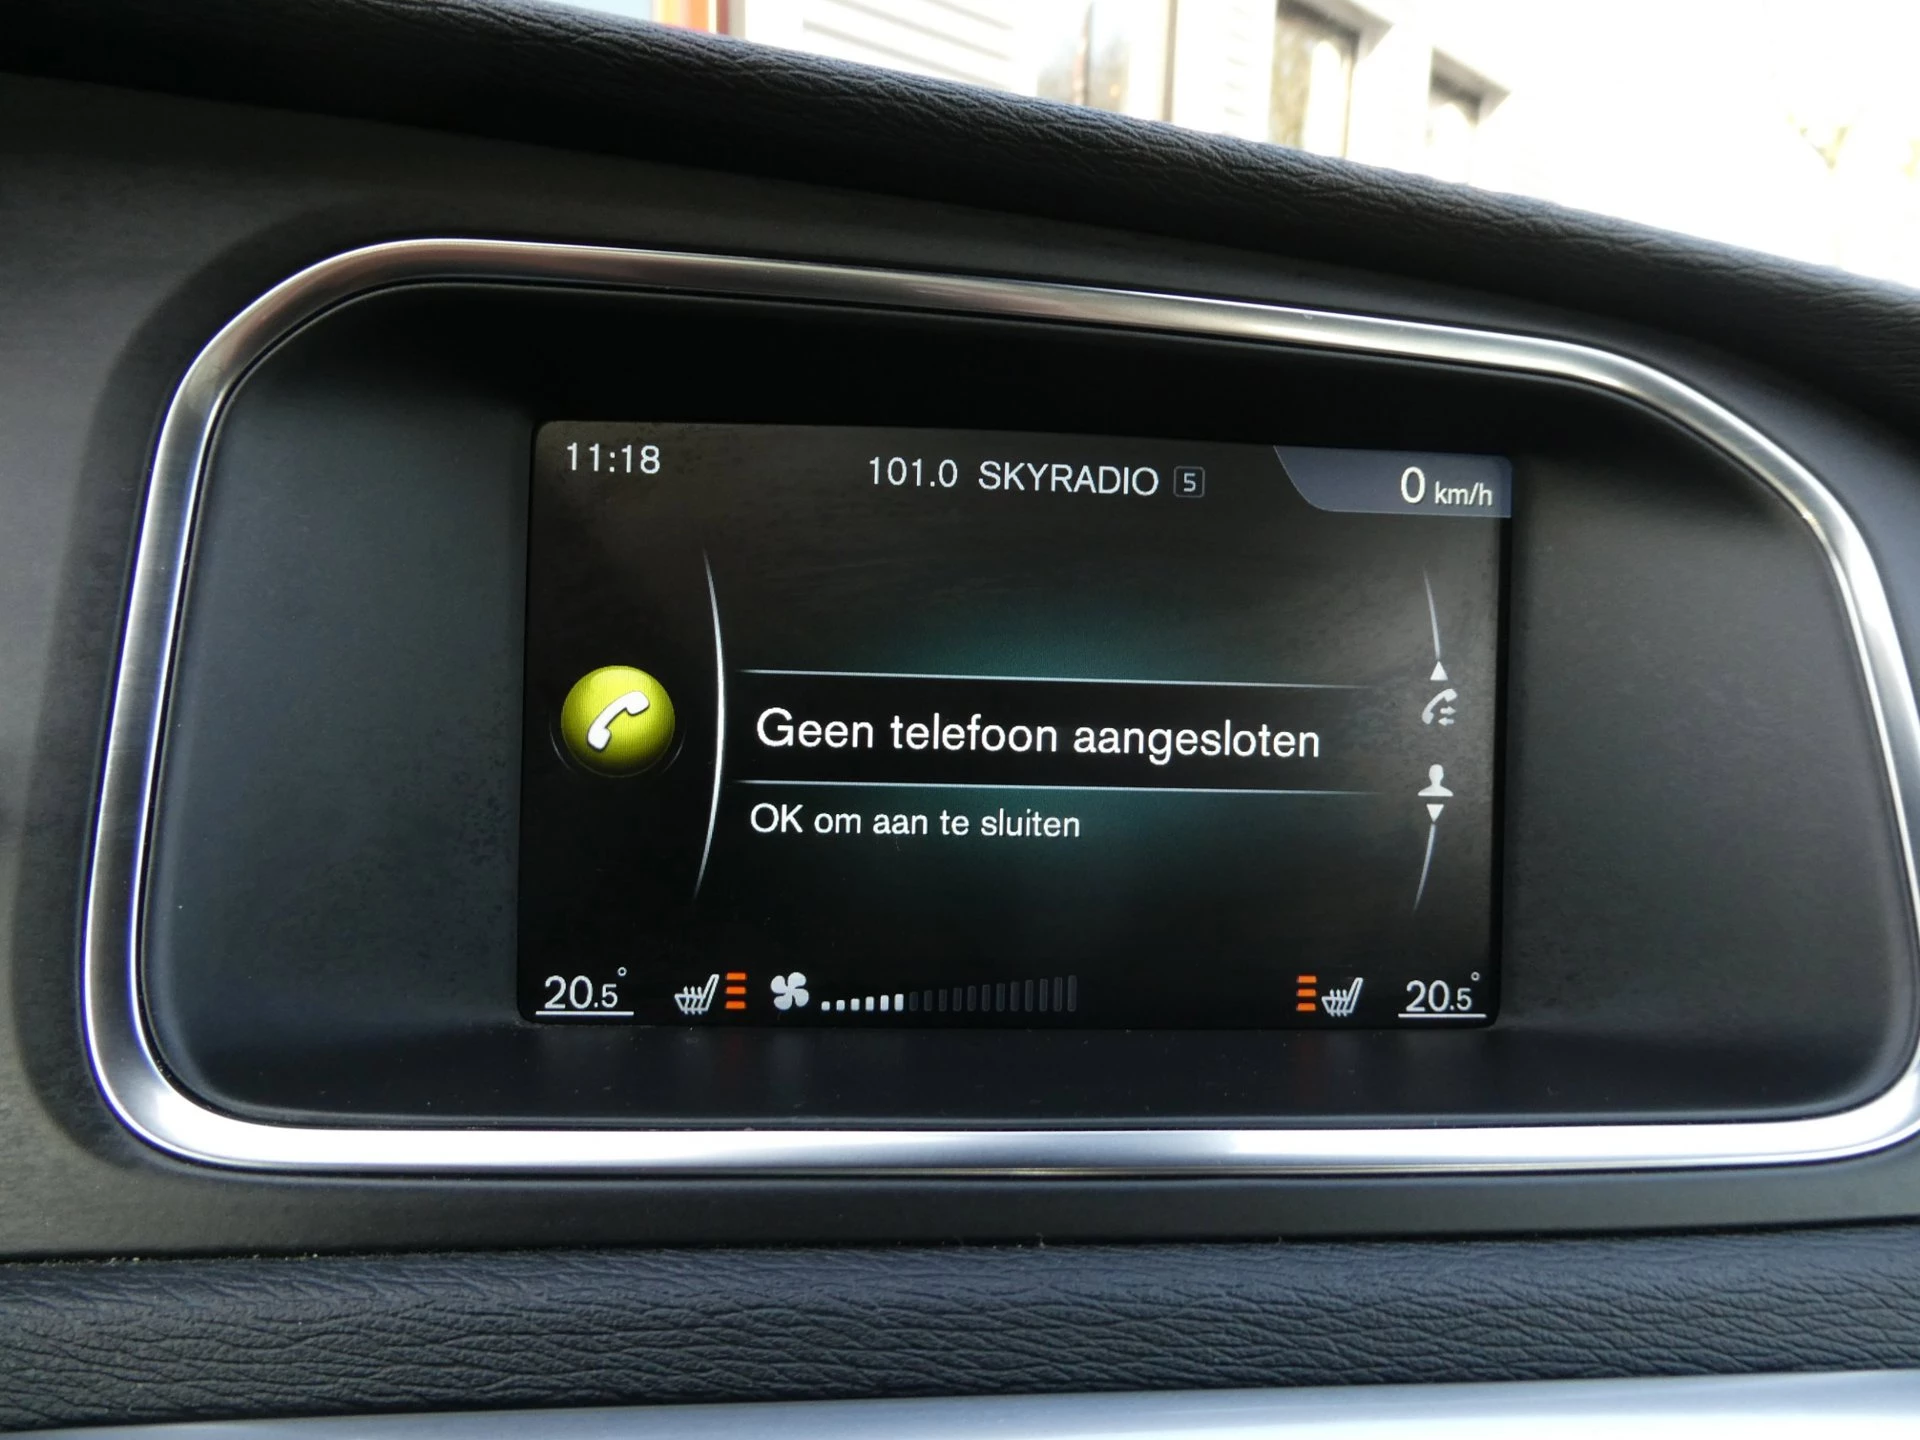 11:18
101.0 SKYRADIO 5
0 km/h
Geen telefoon aangesloten
OK om aan te sluiten
20.5°
20.5°